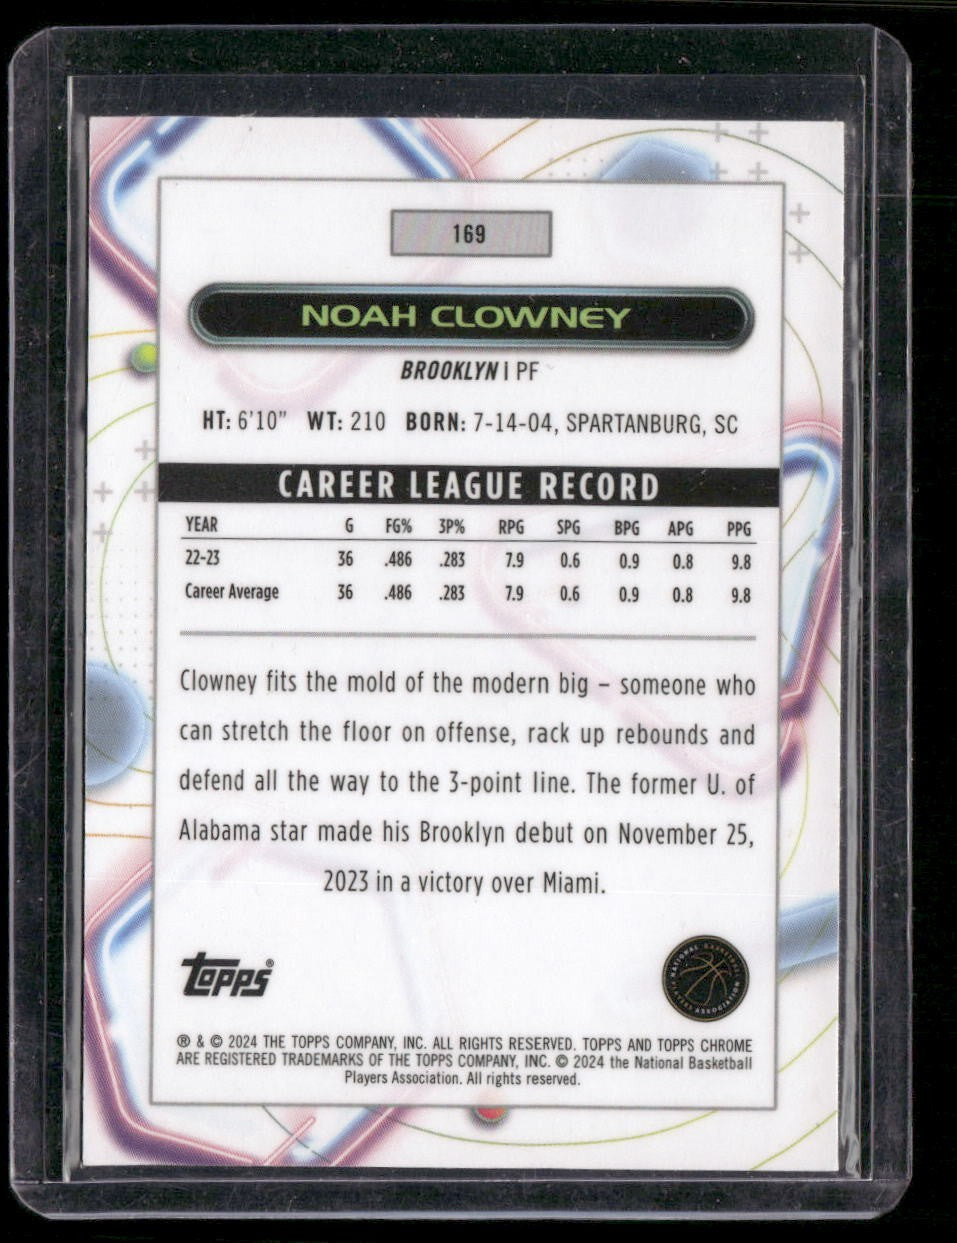 169
NOAH CLOWNEY
BROOKLYN | PF
HT: 6'10" WT: 210 BORN: 7-14-04, SPARTANBURG, SC
CAREER LEAGUE RECORD
YEAR G FG% 3P% RPG SPG BPG APG PPG
22-23 36 .486 .283 7.9 0.6 0.9 0.8 9.8
Career Average 36 .486 .283 7.9 0.6 0.9 0.8 9.8
Clowney fits the mold of the modern big – someone who
can stretch the floor on offense, rack up rebounds and
defend all the way to the 3-point line. The former U. of
Alabama star made his Brooklyn debut on November 25,
2023 in a victory over Miami.
Topps®
NATIONAL BASKETBALL PLAYERS ASSOCIATION
® & © 2024 THE TOPPS COMPANY, INC. ALL RIGHTS RESERVED. TOPPS AND TOPPS CHROME
ARE REGISTERED TRADEMARKS OF THE TOPPS COMPANY, INC. © 2024 the National Basketball
Players Association. All rights reserved.